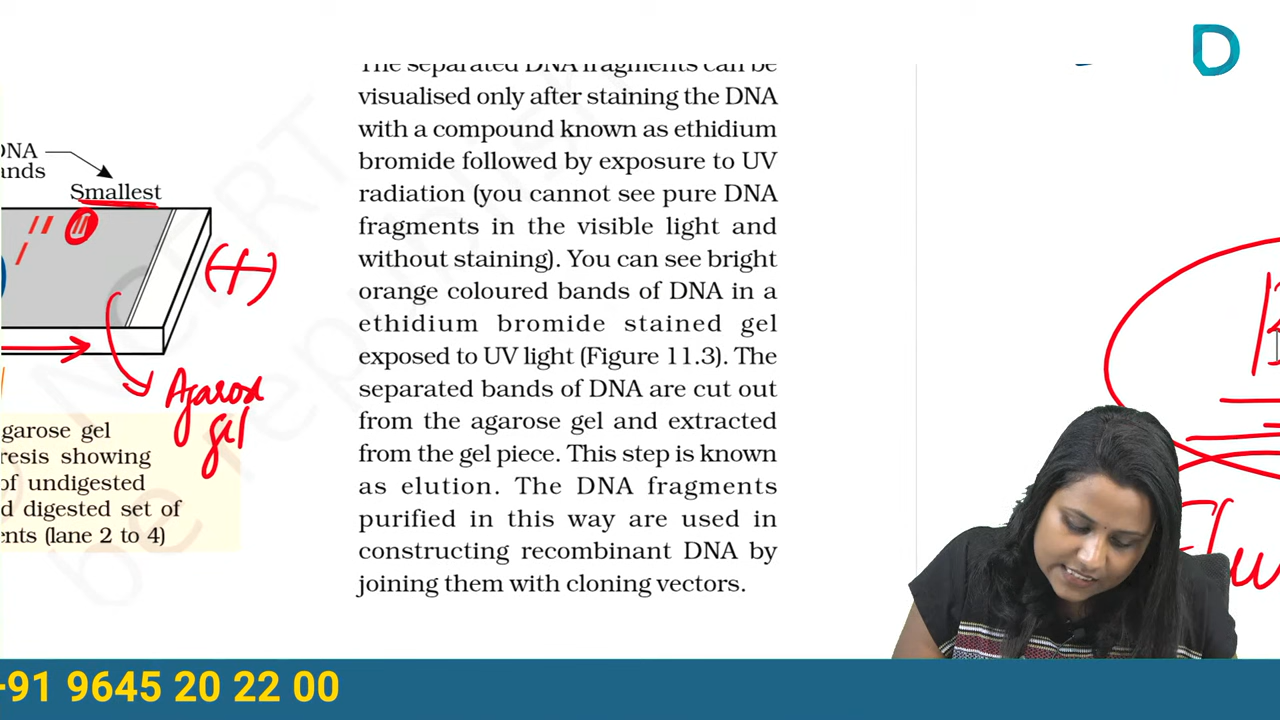 D
The separated DNA fragments can be
visualised only after staining the DNA
with a compound known as ethidium
bromide followed by exposure to UV
radiation (you cannot see pure DNA
fragments in the visible light and
without staining). You can see bright
orange coloured bands of DNA in a
ethidium bromide stained gel
exposed to UV light (Figure 11.3). The
separated bands of DNA are cut out
from the agarose gel and extracted
from the gel piece. This step is known
as elution. The DNA fragments
purified in this way are used in
constructing recombinant DNA by
joining them with cloning vectors.
DNA
ands
Smallest
(+)
Agarose
gel
garose gel
resis showing
of undigested
d digested set of
ents (lane 2 to 4)
+91 9645 20 22 00